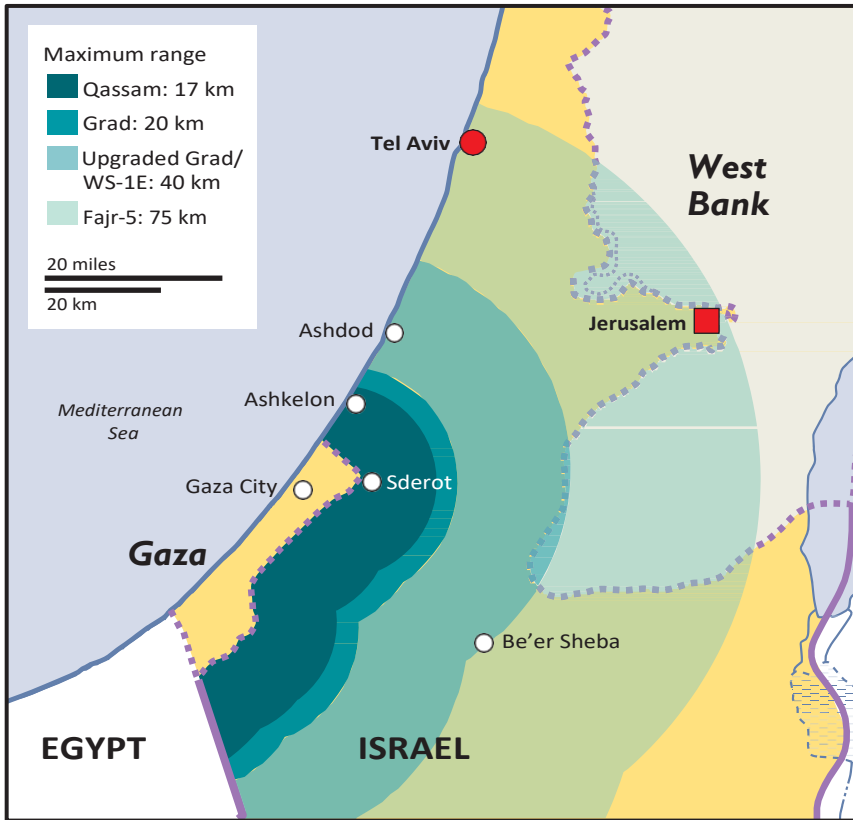 Maximum range
Qassam: 17 km
Grad: 20 km
Upgraded Grad/
WS-1E: 40 km
Fajr-5: 75 km
20 miles
20 km
Tel Aviv
West
Bank
Ashdod
Jerusalem
Ashkelon
Mediterranean
Sea
Gaza City
Sderot
Gaza
Be’er Sheba
EGYPT
ISRAEL